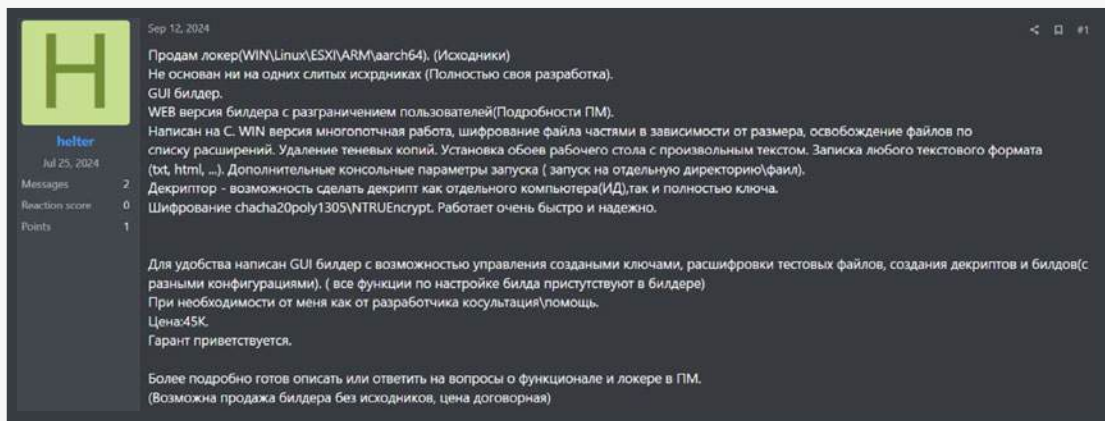 H
helter
Jul 25, 2024
Messages 2
Reaction score 0
Points 1
Sep 12, 2024
#1
Продам локер(WIN\Linux\ESXI\ARM\aarch64). (Исходники)
Не основан ни на одних слитых исхрдниках (Полностью своя разработка).
GUI билдер.
WEB версия билдера с разграничением пользователей(Подробности ПМ).
Написан на С. WIN версия многопотчная работа, шифрование файла частями в зависимости от размера, освобождение файлов по
списку расширений. Удаление теневых копий. Установка обоев рабочего стола с произвольным текстом. Записка любого текстового формата
(txt, html, ...). Дополнительные консольные параметры запуска ( запуск на отдельную директорию\фаил).
Декриптор - возможность сделать декрипт как отдельного компьютера(ИД),так и полностью ключа.
Шифрование chacha20poly1305\NTRUEncrypt. Работает очень быстро и надежно.
Для удобства написан GUI билдер с возможностью управления создаными ключами, расшифровки тестовых файлов, создания декриптов и билдов(с
разными конфигурациями). ( все функции по настройке билда пристутствуют в билдере)
При необходимости от меня как от разработчика косультация\помощь.
Цена:45K.
Гарант приветствуется.
Более подробно готов описать или ответить на вопросы о функционале и локере в ПМ.
(Возможна продажа билдера без исходников, цена договорная)